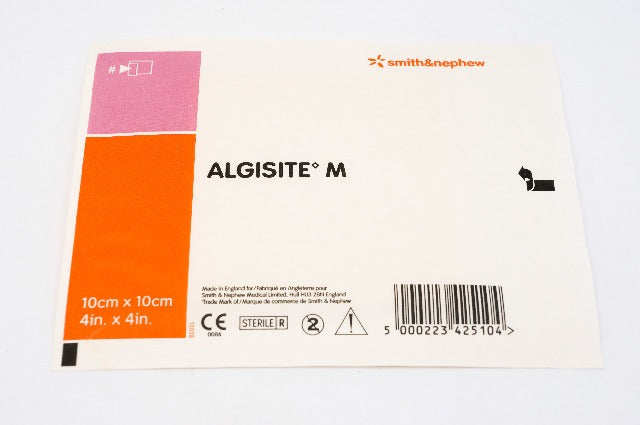 #
smith&nephew
ALGISITE◊ M
10cm x 10cm
4in. x 4in.
Made in England for/Fabriqué en Angleterre pour
Smith & Nephew Medical Limited, Hull HU3 2BN England
◊Trade Mark of/Marque de commerce de Smith & Nephew
CE
0086
STERILE R
2
!
5 000223 425104 >